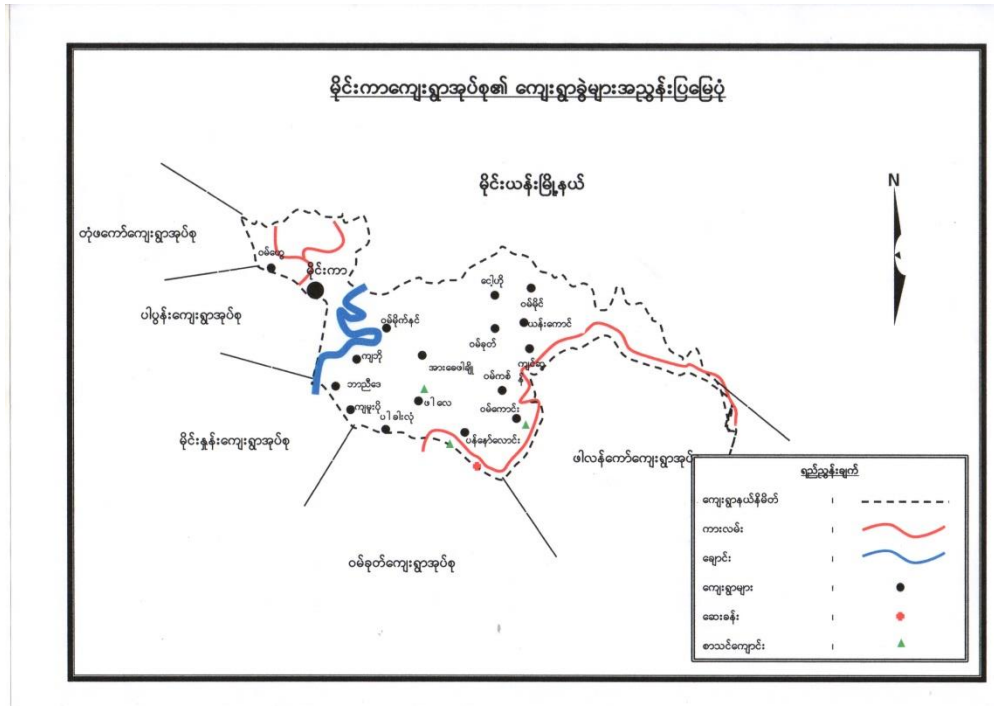 မိုင်းကာကျေးရွာအုပ်စု၏ ကျေးရွာခွဲများအညွှန်းပြမြေပုံ
မိုင်းယန်းမြို့နယ်
N
တုံဖကော်ကျေးရွာအုပ်စု
ဝမ်တွေ့
မိုင်းကာ
ပါပွန်းကျေးရွာအုပ်စု
ဝမ်မိုက်နင်
ဝမ်မိုင်
ယန်းကောင်
ဝမ်ခုတ်
ကျဘို
အားခေဖါချို
ဝမ်ကစ်
ဘာညီဒေ
ဖါလေ
ကျမူးပို
ပါခါးလုံ
ဝမ်ကောင်း
ပန်နော်လောင်း
မိုင်းနှုန်းကျေးရွာအုပ်စု
ဖါလန်ကော်ကျေးရွာအုပ်
ဝမ်ခုတ်ကျေးရွာအုပ်စု
ရည်ညွှန်းချက်
ကျေးရွာနယ်နိမိတ် ၊
ကားလမ်း ၊
ချောင်း ၊
ကျေးရွာများ ၊
ဆေးခန်း ၊
စာသင်ကျောင်း ၊